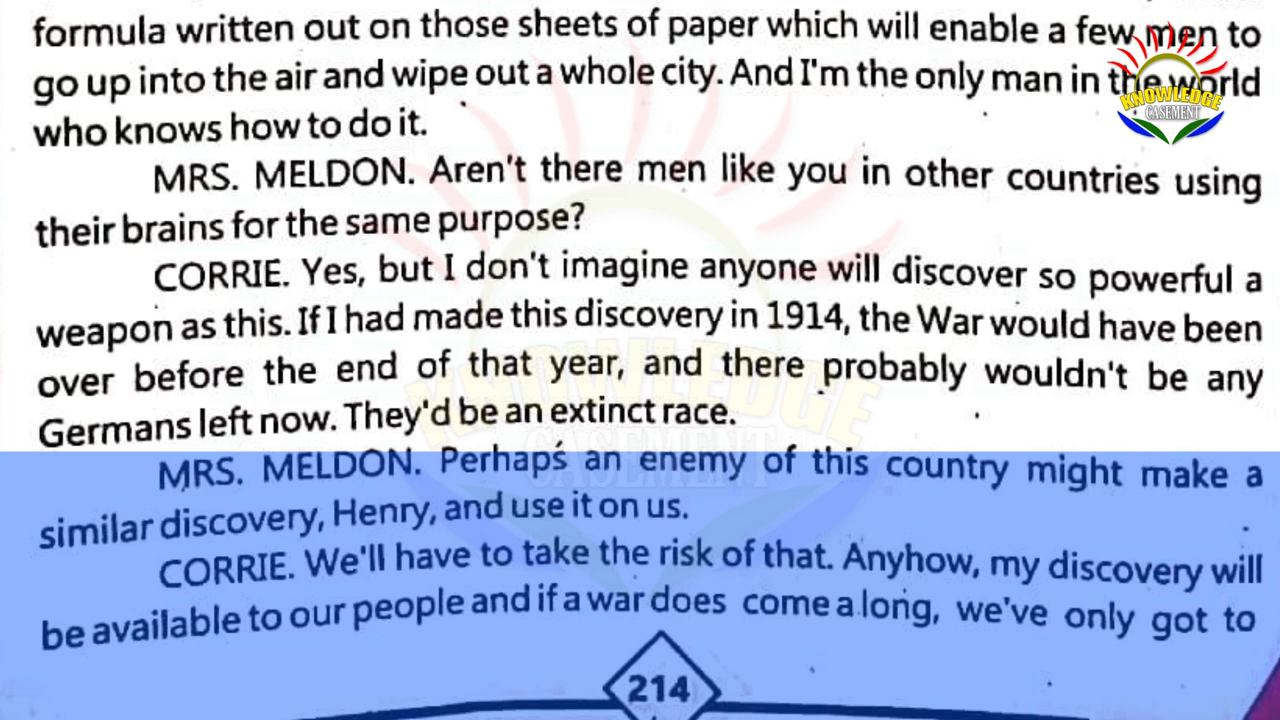 formula written out on those sheets of paper which will enable a few men to
go up into the air and wipe out a whole city. And I'm the only man in the world
who knows how to do it.
KNOWLEDGE
CASEMENT
MRS. MELDON. Aren't there men like you in other countries using
their brains for the same purpose?
CORRIE. Yes, but I don't imagine anyone will discover so powerful a
weapon as this. If I had made this discovery in 1914, the War would have been
over before the end of that year, and there probably wouldn't be any
Germans left now. They'd be an extinct race.
KNOWLEDGE
CASEMENT
MRS. MELDON. Perhaps an enemy of this country might make a
similar discovery, Henry, and use it on us.
CORRIE. We'll have to take the risk of that. Anyhow, my discovery will
be available to our people and if a war does come a long, we've only got to
214